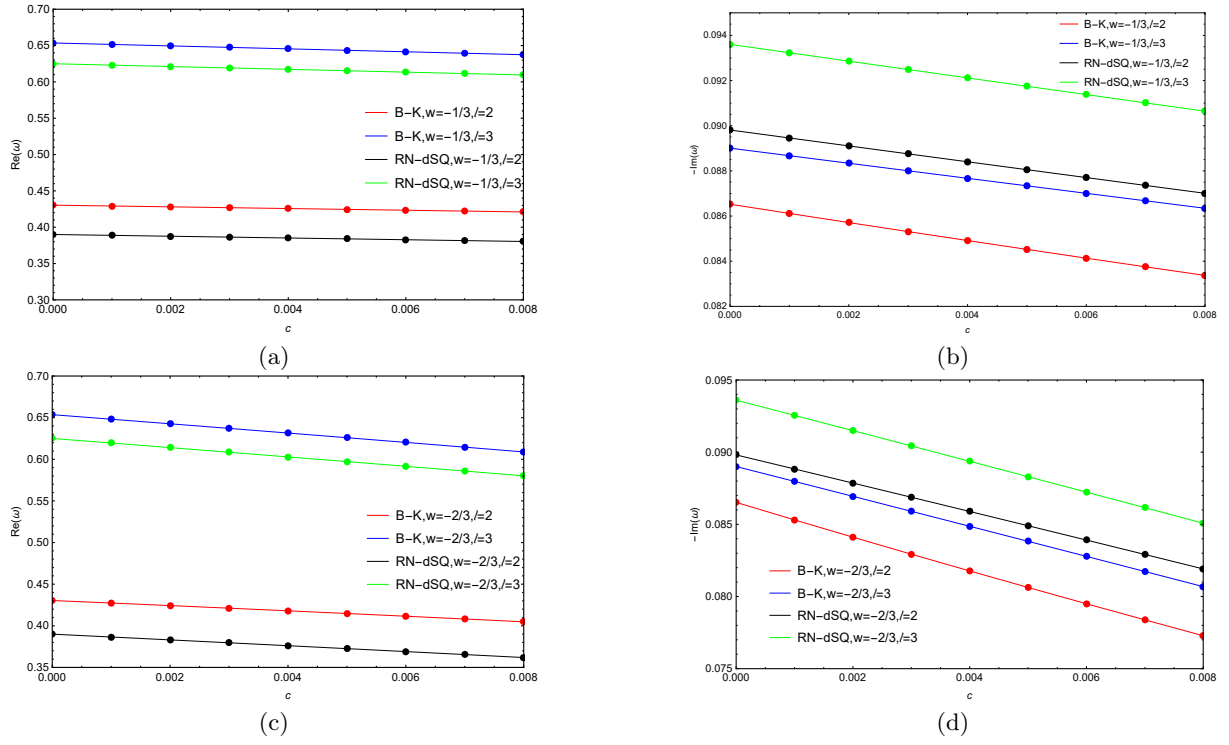 0.70
0.65
0.60
0.55
0.50
0.45
0.40
0.35
0.30
Re(ω)
B−K,w=−1/3,l=2
B−K,w=−1/3,l=3
RN−dSQ,w=−1/3,l=2
RN−dSQ,w=−1/3,l=3
0.000 0.002 0.004 0.006 0.008
c
(a)
0.094
0.092
0.090
0.088
0.086
0.084
0.082
−Im(ω)
B−K,w=−1/3,l=2
B−K,w=−1/3,l=3
RN−dSQ,w=−1/3,l=2
RN−dSQ,w=−1/3,l=3
0.000 0.002 0.004 0.006 0.008
c
(b)
0.70
0.65
0.60
0.55
0.50
0.45
0.40
0.35
Re(ω)
B−K,w=−2/3,l=2
B−K,w=−2/3,l=3
RN−dSQ,w=−2/3,l=2
RN−dSQ,w=−2/3,l=3
0.000 0.002 0.004 0.006 0.008
c
(c)
0.095
0.090
0.085
0.080
0.075
−Im(ω)
B−K,w=−2/3,l=2
B−K,w=−2/3,l=3
RN−dSQ,w=−2/3,l=2
RN−dSQ,w=−2/3,l=3
0.000 0.002 0.004 0.006 0.008
c
(d)